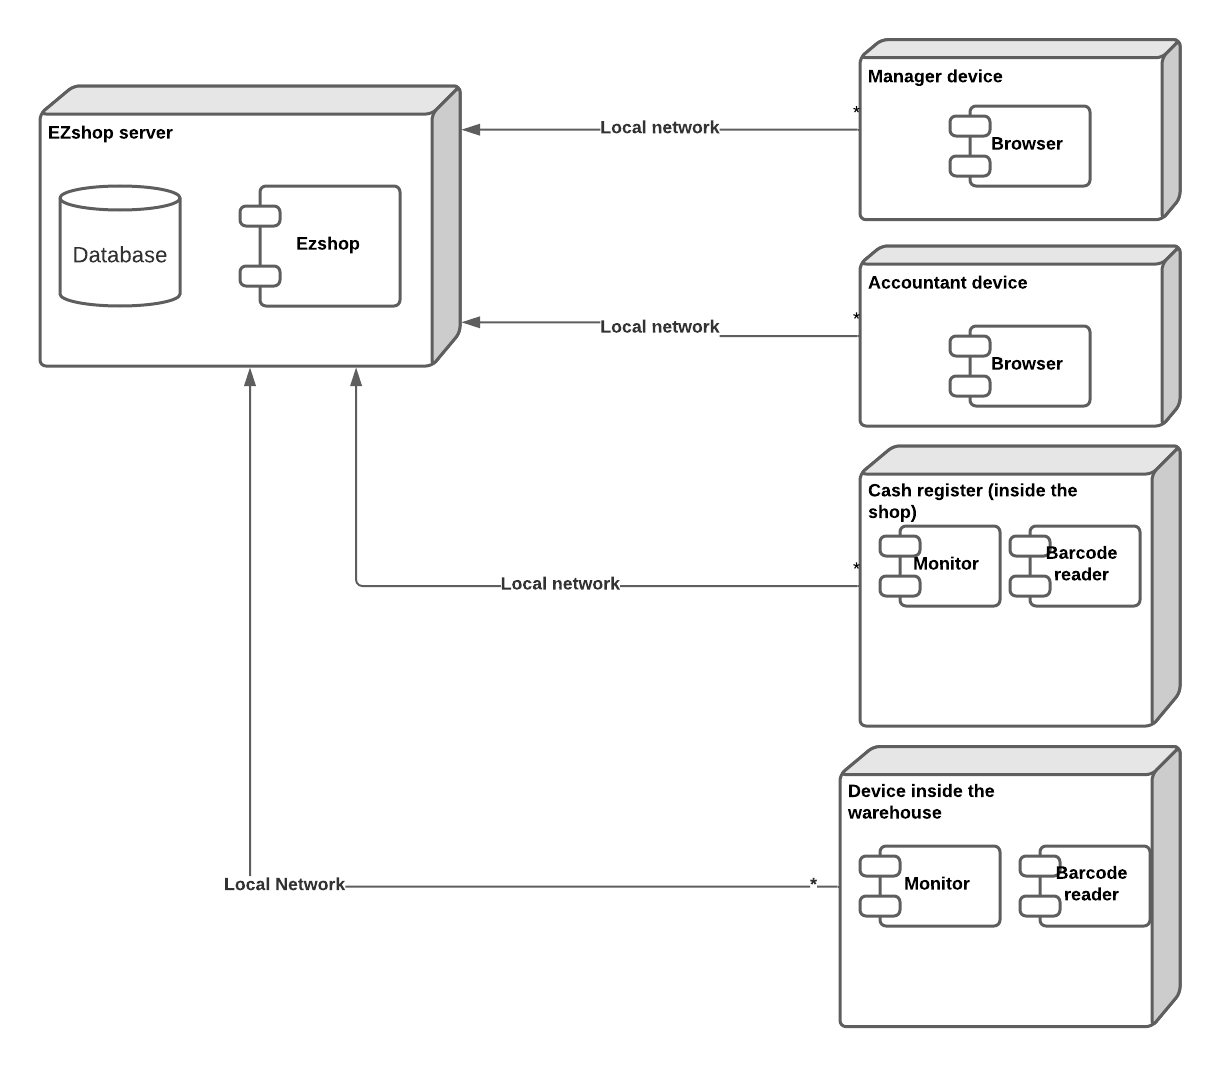 Manager device
*
Browser
EZshop server
Local network
Database
Ezshop
Accountant device
*
Browser
Local network
Cash register (inside the
shop)
*
Monitor
Barcode
reader
Local network
Device inside the
warehouse
Monitor
Barcode
reader
Local Network
*